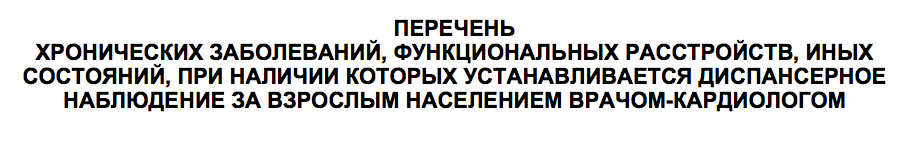 ПЕРЕЧЕНЬ
ХРОНИЧЕСКИХ ЗАБОЛЕВАНИЙ, ФУНКЦИОНАЛЬНЫХ РАССТРОЙСТВ, ИНЫХ
СОСТОЯНИЙ, ПРИ НАЛИЧИИ КОТОРЫХ УСТАНАВЛИВАЕТСЯ ДИСПАНСЕРНОЕ
НАБЛЮДЕНИЕ ЗА ВЗРОСЛЫМ НАСЕЛЕНИЕМ ВРАЧОМ-КАРДИОЛОГОМ